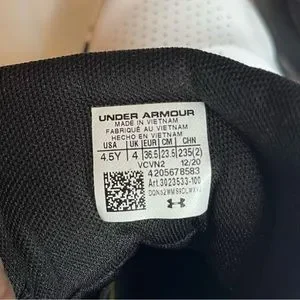 UNDER ARMOUR
MADE IN VIETNAM
FABRIQUÉ AU VIETNAM
HECHO EN VIETNAM
USA UK EUR CM CHN
4.5Y 4 36.5 23.5 235(2)
VCVN2 12/20
4205678583
Art.3023533-100